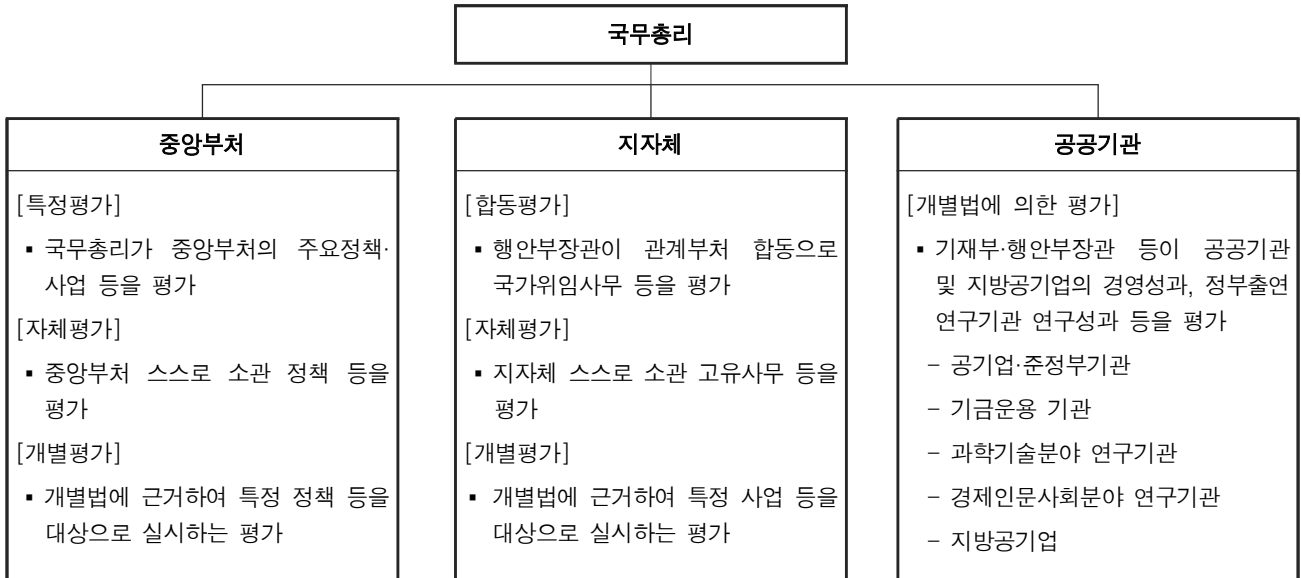 국무총리
중앙부처
[특정평가]
▪ 국무총리가 중앙부처의 주요정책·
사업 등을 평가
[자체평가]
▪ 중앙부처 스스로 소관 정책 등을
평가
[개별평가]
▪ 개별법에 근거하여 특정 정책 등을
대상으로 실시하는 평가
지자체
[합동평가]
▪ 행안부장관이 관계부처 합동으로
국가위임사무 등을 평가
[자체평가]
▪ 지자체 스스로 소관 고유사무 등을
평가
[개별평가]
▪ 개별법에 근거하여 특정 사업 등을
대상으로 실시하는 평가
공공기관
[개별법에 의한 평가]
▪ 기재부·행안부장관 등이 공공기관
및 지방공기업의 경영성과, 정부출연
연구기관 연구성과 등을 평가
– 공기업·준정부기관
– 기금운용 기관
– 과학기술분야 연구기관
– 경제인문사회분야 연구기관
– 지방공기업